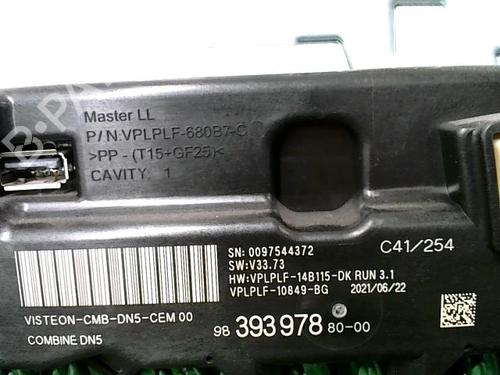 Master LL
P/N:VPLPLF-680B7-C
>PP-(T15+GF25)<
CAVITY: 1
SN: 0097544372
SW:V33.73
HW:VPLPLF-14B115-DK RUN 3.1
VPLPLF-10849-BG 2021/06/22
C41/254
VISTEON-CMB-DN5-CEM 00
COMBINE DN5
98 393978 80-00